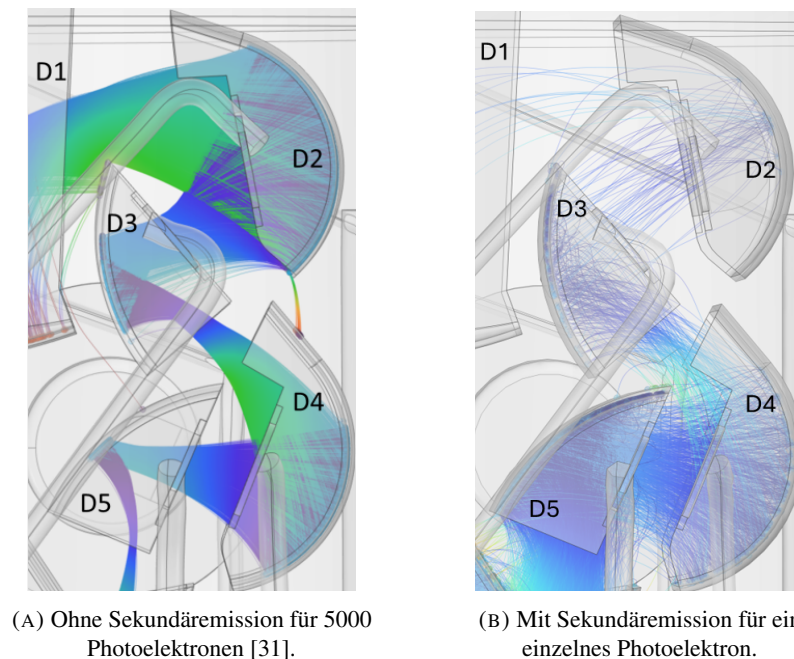 D1
D2
D3
D4
D5
D1
D2
D3
D4
D5
(A) Ohne Sekundäremission für 5000
Photoelektronen [31].
(B) Mit Sekundäremission für ein
einzelnes Photoelektron.